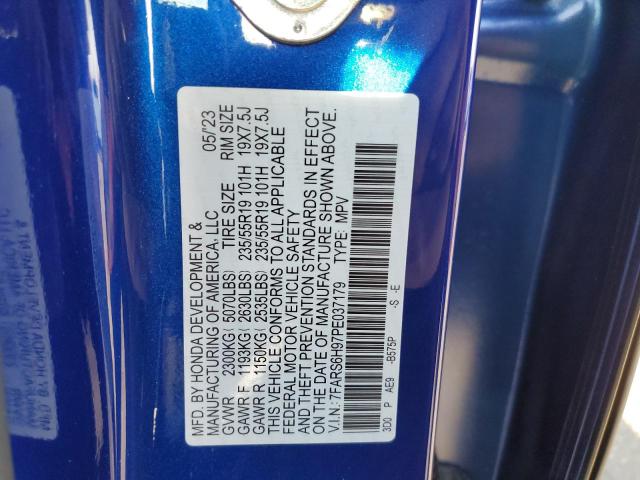 MFD. BY HONDA DEVELOPMENT &
MANUFACTURING OF AMERICA, LLC 05/23
GVWR 2300KG( 5070LBS) TIRE SIZE RIM SIZE
GAWR F 1193KG( 2630LBS) 235/55R19 101H 19X7.5J
GAWR R 1150KG( 2535LBS) 235/55R19 101H 19X7.5J
THIS VEHICLE CONFORMS TO ALL APPLICABLE
FEDERAL MOTOR VEHICLE SAFETY
AND THEFT PREVENTION STANDARDS IN EFFECT
ON THE DATE OF MANUFACTURE SHOWN ABOVE.
V.I.N.: 7FARS6H97PE037179 TYPE: MPV
3D0 P AE9 -B575P -S -E